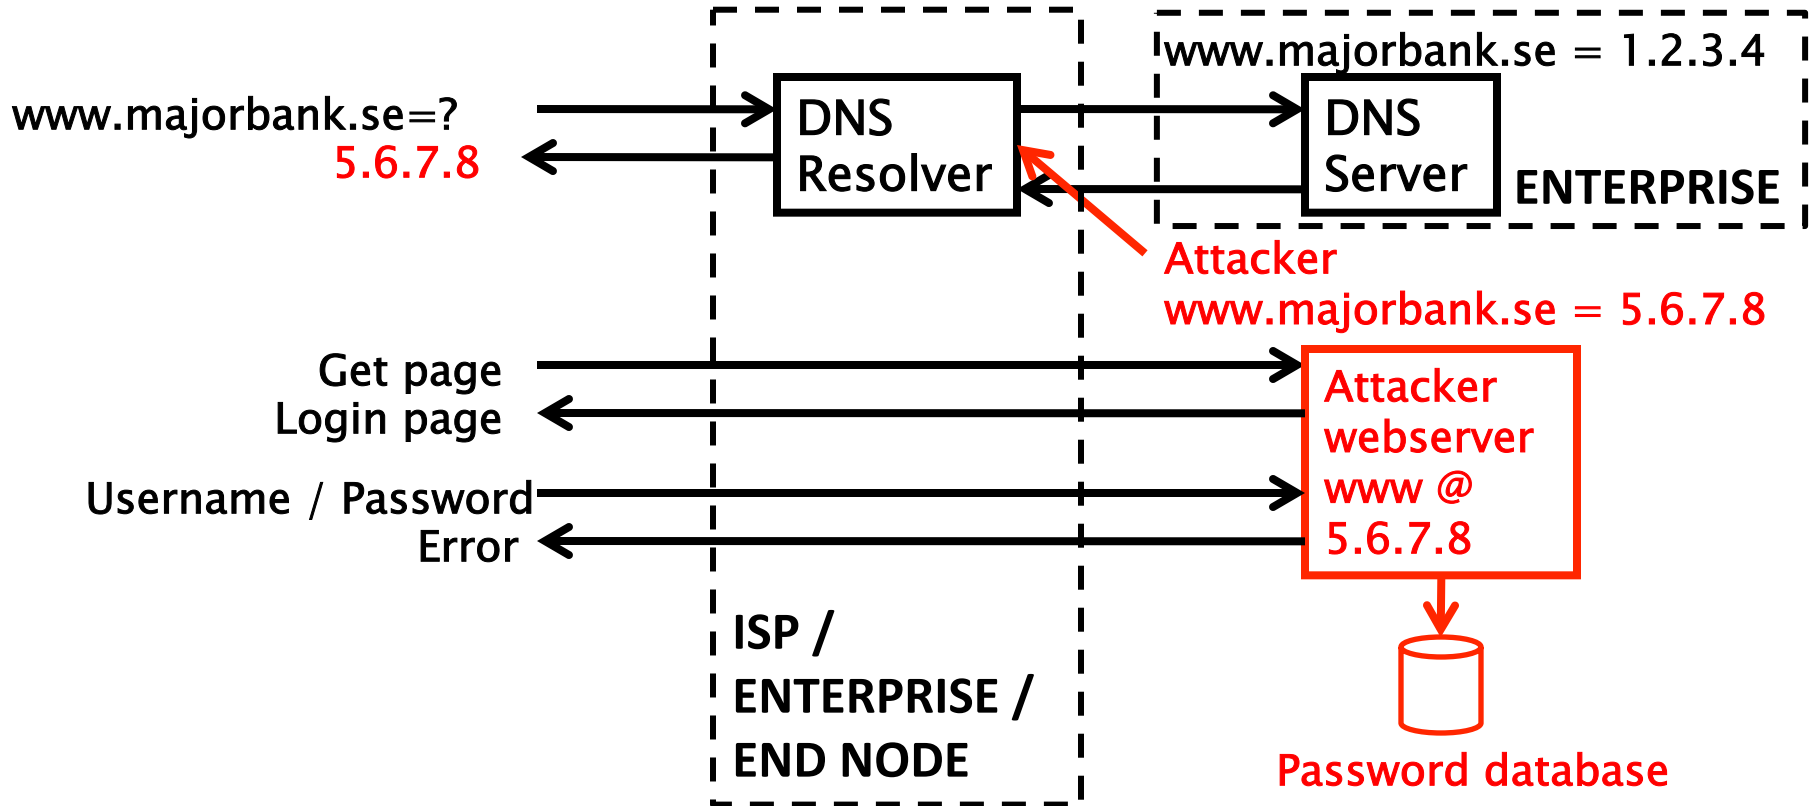 www.majorbank.se = 1.2.3.4
www.majorbank.se=?
5.6.7.8
DNS
Resolver
DNS
Server
ENTERPRISE
Attacker
www.majorbank.se = 5.6.7.8
Get page
Login page
Username / Password
Error
Attacker
webserver
www @
5.6.7.8
ISP /
ENTERPRISE /
END NODE
Password database